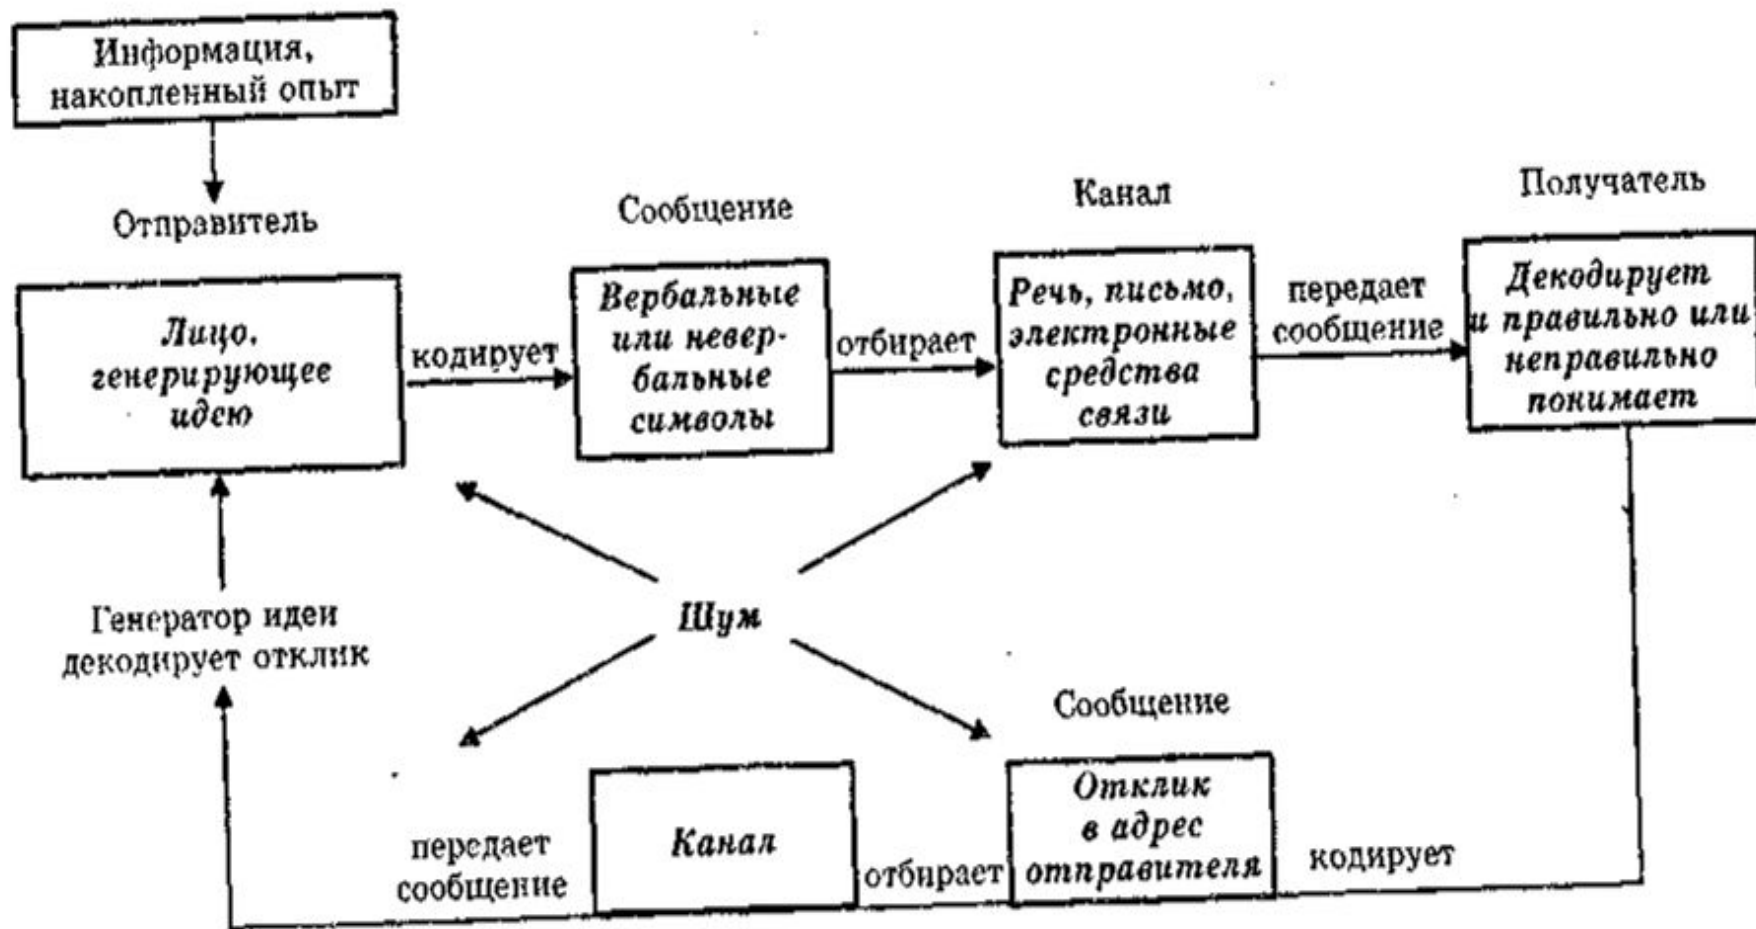 Информация,
накопленный опыт
Отправитель
Сообщение
Канал
Получатель
Лицо,
генерирующее
идею
кодирует
Вербальные
или невер-
бальные
символы
отбирает
Речь, письмо,
электронные
средства
связи
передает
сообщение
Декодирует
и правильно или
неправильно
понимает
Шум
Генератор идеи
декодирует отклик
передает
сообщение
Канал
отбирает
Сообщение
Отклик
в адрес
отправителя
кодирует